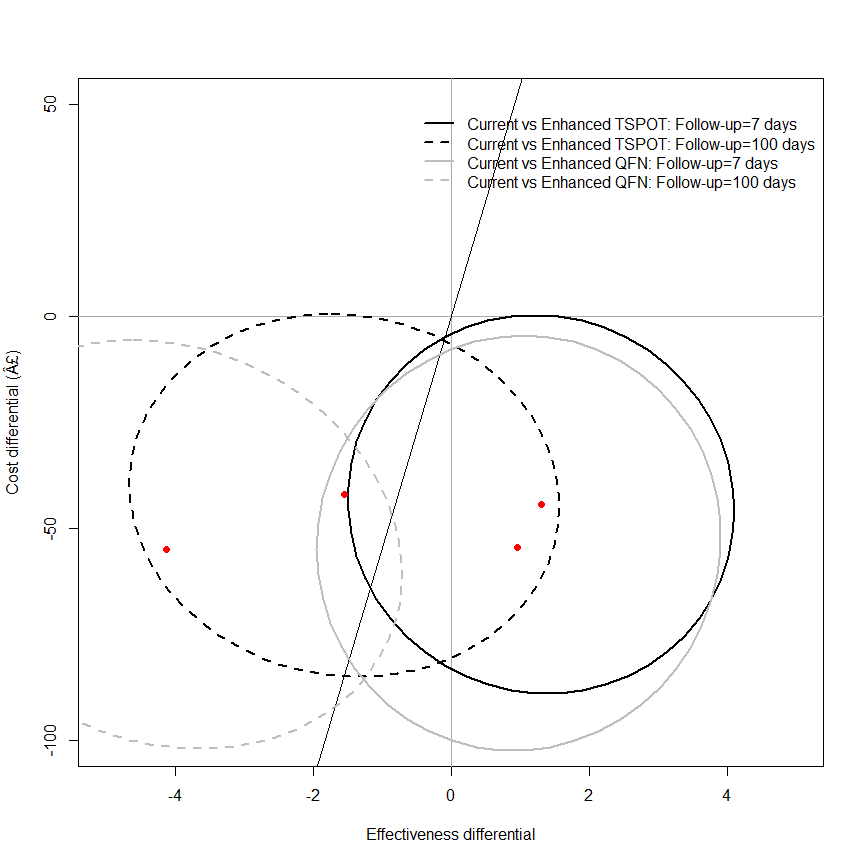 Current vs Enhanced TSPOT: Follow-up=7 days
Current vs Enhanced TSPOT: Follow-up=100 days
Current vs Enhanced QFN: Follow-up=7 days
Current vs Enhanced QFN: Follow-up=100 days
50
0
-50
-100
Cost differential (Â£)
-4
-2
0
2
4
Effectiveness differential